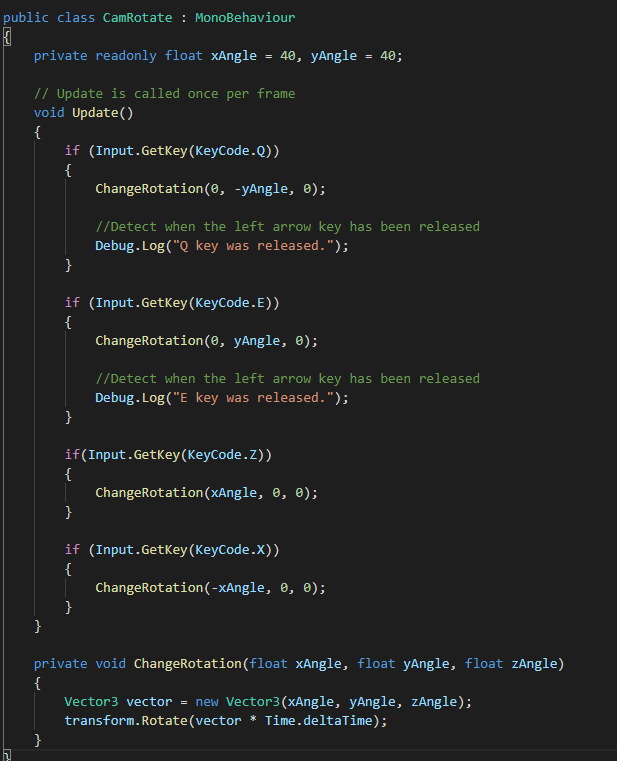 public class CamRotate : MonoBehaviour
{
    private readonly float xAngle = 40, yAngle = 40;

    // Update is called once per frame
    void Update()
    {
        if (Input.GetKey(KeyCode.Q))
        {
            ChangeRotation(0, -yAngle, 0);

            //Detect when the left arrow key has been released
            Debug.Log("Q key was released.");
        }

        if (Input.GetKey(KeyCode.E))
        {
            ChangeRotation(0, yAngle, 0);

            //Detect when the left arrow key has been released
            Debug.Log("E key was released.");
        }

        if(Input.GetKey(KeyCode.Z))
        {
            ChangeRotation(xAngle, 0, 0);
        }

        if (Input.GetKey(KeyCode.X))
        {
            ChangeRotation(-xAngle, 0, 0);
        }
    }

    private void ChangeRotation(float xAngle, float yAngle, float zAngle)
    {
        Vector3 vector = new Vector3(xAngle, yAngle, zAngle);
        transform.Rotate(vector * Time.deltaTime);
    }
}